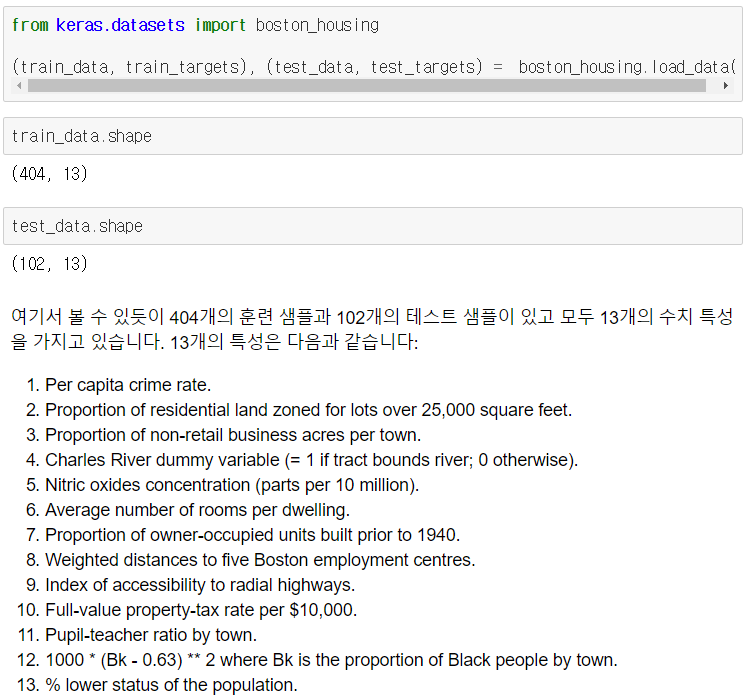 from keras.datasets import boston_housing
(train_data, train_targets), (test_data, test_targets) = boston_housing.load_data(
train_data.shape
(404, 13)
test_data.shape
(102, 13)
여기서 볼 수 있듯이 404개의 훈련 샘플과 102개의 테스트 샘플이 있고 모두 13개의 수치 특성
을 가지고 있습니다. 13개의 특성은 다음과 같습니다:
1. Per capita crime rate.
2. Proportion of residential land zoned for lots over 25,000 square feet.
3. Proportion of non-retail business acres per town.
4. Charles River dummy variable (= 1 if tract bounds river; 0 otherwise).
5. Nitric oxides concentration (parts per 10 million).
6. Average number of rooms per dwelling.
7. Proportion of owner-occupied units built prior to 1940.
8. Weighted distances to five Boston employment centres.
9. Index of accessibility to radial highways.
10. Full-value property-tax rate per $10,000.
11. Pupil-teacher ratio by town.
12. 1000 * (Bk - 0.63) ** 2 where Bk is the proportion of Black people by town.
13. % lower status of the population.